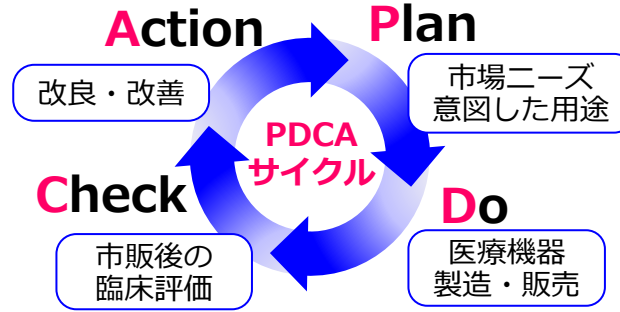 Action
改良・改善
Plan
市場ニーズ
意図した用途
PDCA
サイクル
Check
市販後の
臨床評価
Do
医療機器
製造・販売